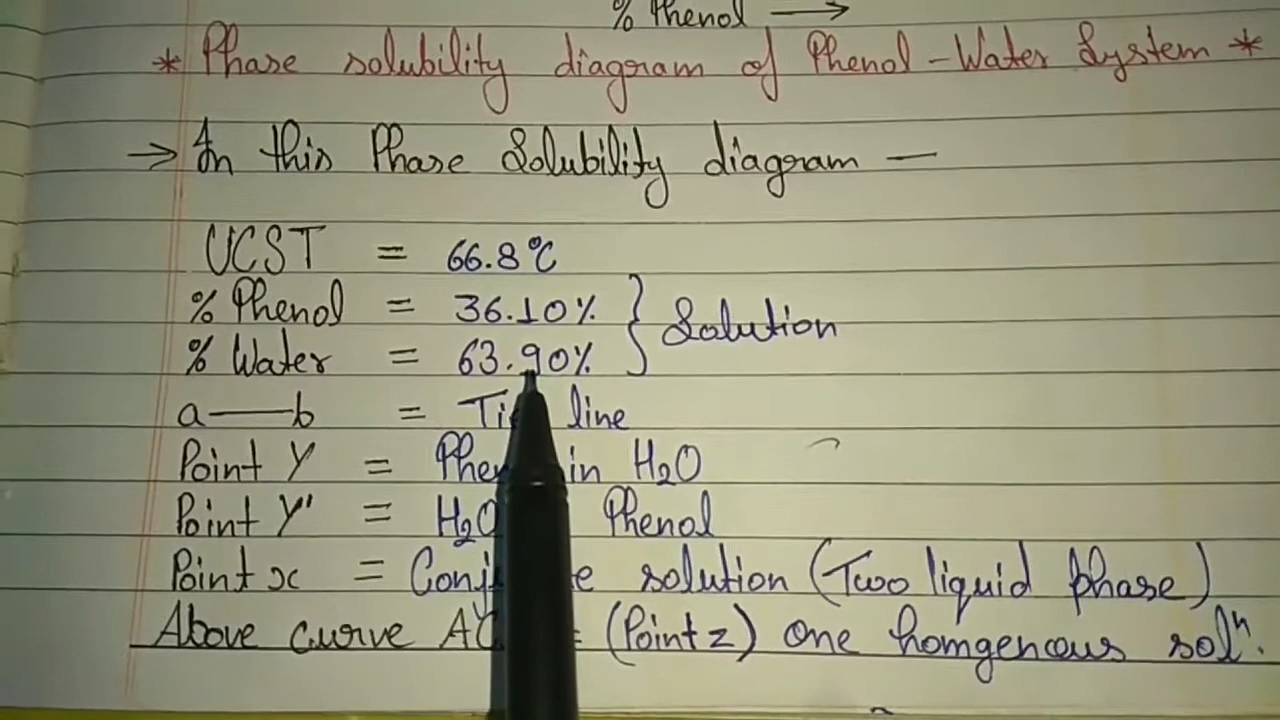 % Phenol →
* Phase solubility diagram of Phenol - Water System *
→ In this Phase Solubility diagram —
UCST = 66.8°C
% Phenol = 36.10% } Solution
% Water = 63.90%
a — b = line
Point Y = in H₂O
Point Y' = Phenol
Point x = solution (Two liquid phase)
Above curve = (Point z) One homgeneous solⁿ.